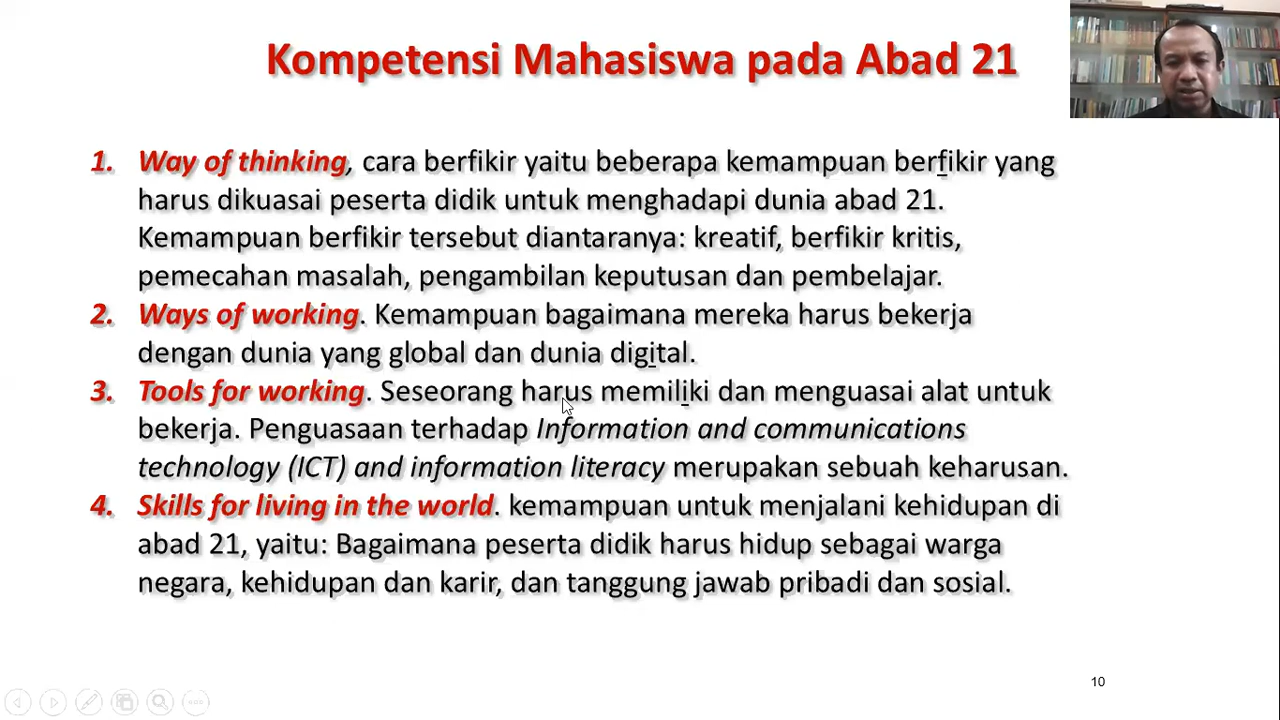 Kompetensi Mahasiswa pada Abad 21
1. Way of thinking, cara berfikir yaitu beberapa kemampuan berfikir yang
harus dikuasai peserta didik untuk menghadapi dunia abad 21.
Kemampuan berfikir tersebut diantaranya: kreatif, berfikir kritis,
pemecahan masalah, pengambilan keputusan dan pembelajar.
2. Ways of working. Kemampuan bagaimana mereka harus bekerja
dengan dunia yang global dan dunia digital.
3. Tools for working. Seseorang harus memiliki dan menguasai alat untuk
bekerja. Penguasaan terhadap Information and communications
technology (ICT) and information literacy merupakan sebuah keharusan.
4. Skills for living in the world. kemampuan untuk menjalani kehidupan di
abad 21, yaitu: Bagaimana peserta didik harus hidup sebagai warga
negara, kehidupan dan karir, dan tanggung jawab pribadi dan sosial.
10